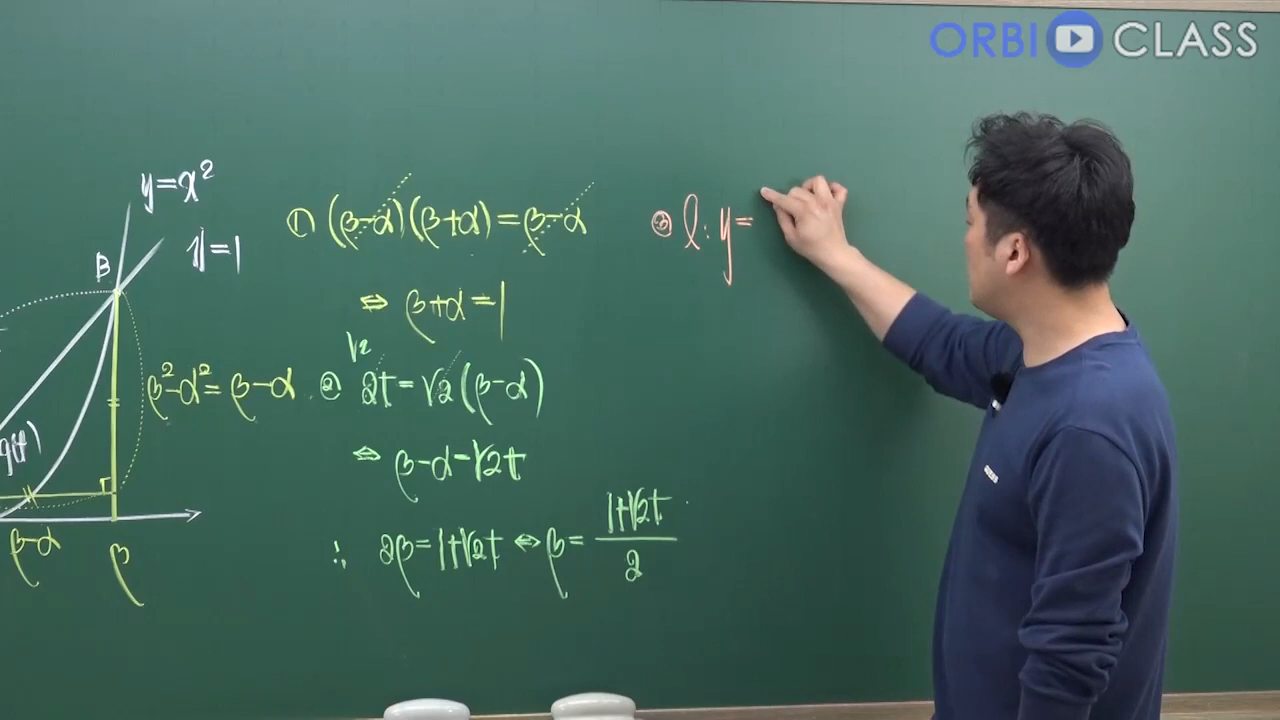 ORBI CLASS
y=x²
y'=1
B
β²-α²=β-α
g(t)
β-α
β
① (β-α)(β+α)=β-α
⇔ β+α=1
√2
② 2t=√2(β-α)
⇔ β-α=√2t
∴ 2β=1+√2t ⇔ β=(1+√2t)/2
③ l: y=